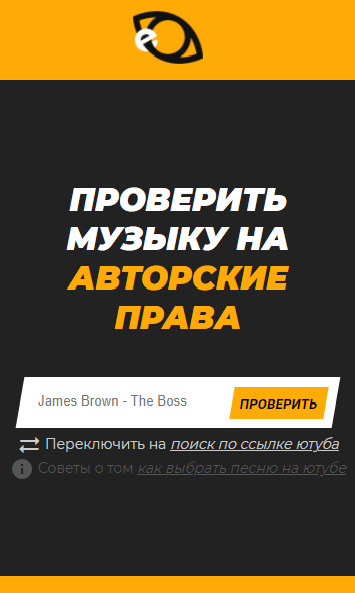 e
ПРОВЕРИТЬ
МУЗЫКУ НА
АВТОРСКИЕ
ПРАВА
James Brown - The Boss
ПРОВЕРИТЬ
Переключить на поиск по ссылке ютуба
Советы о том как выбрать песню на ютубе